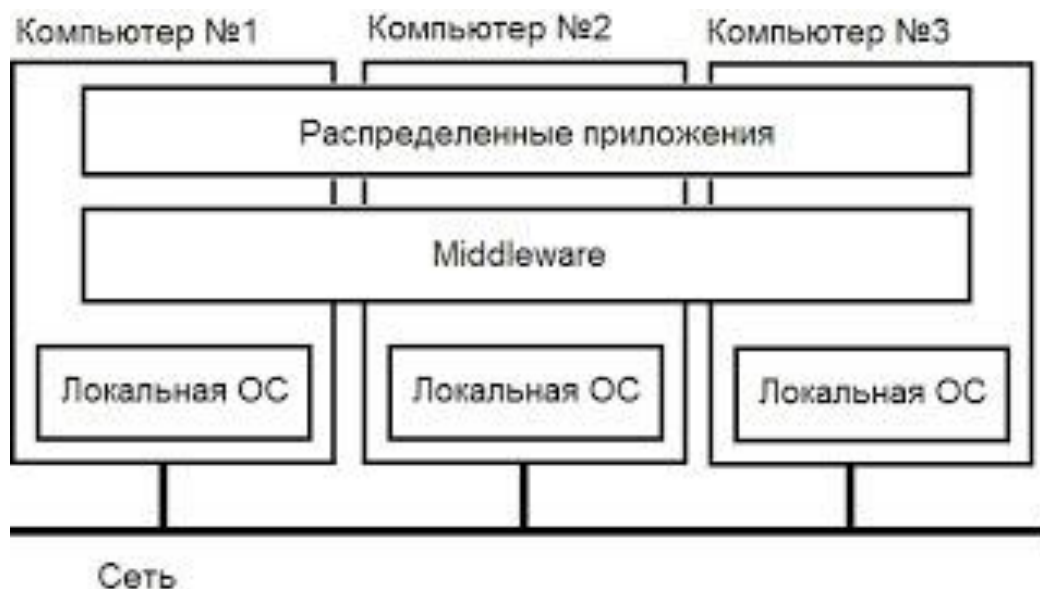 Компьютер №1
Компьютер №2
Компьютер №3
Распределенные приложения
Middleware
Локальная ОС
Локальная ОС
Локальная ОС
Сеть